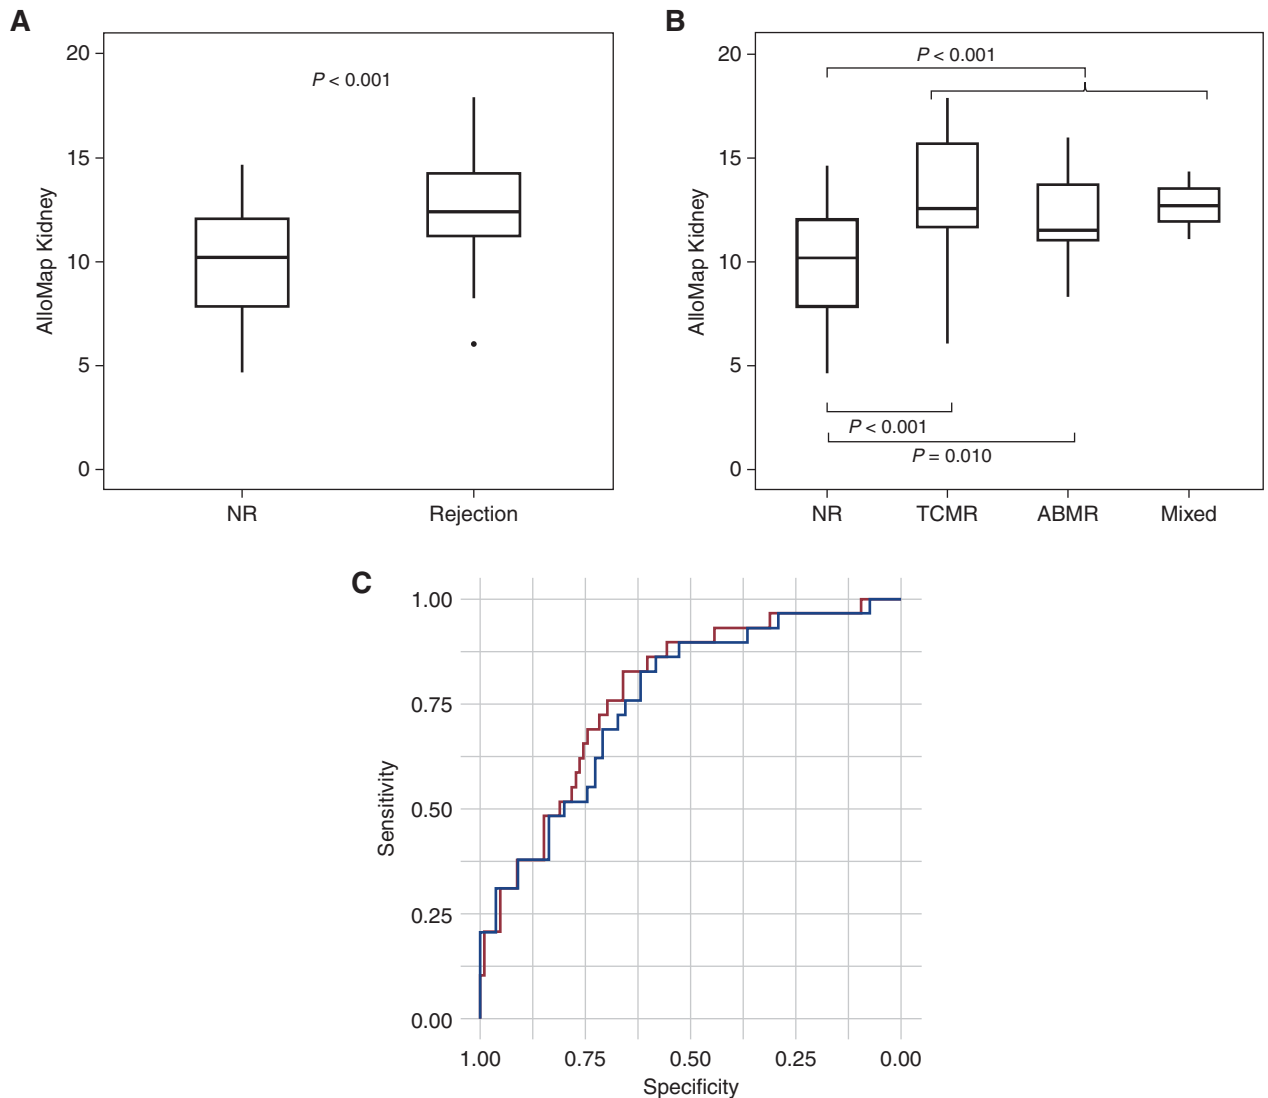 A
20
15
10
5
0
AlloMap Kidney
P < 0.001
NR
Rejection
B
20
15
10
5
0
AlloMap Kidney
P < 0.001
P < 0.001
P = 0.010
NR
TCMR
ABMR
Mixed
C
1.00
0.75
0.50
0.25
0.00
Sensitivity
1.00
0.75
0.50
0.25
0.00
Specificity